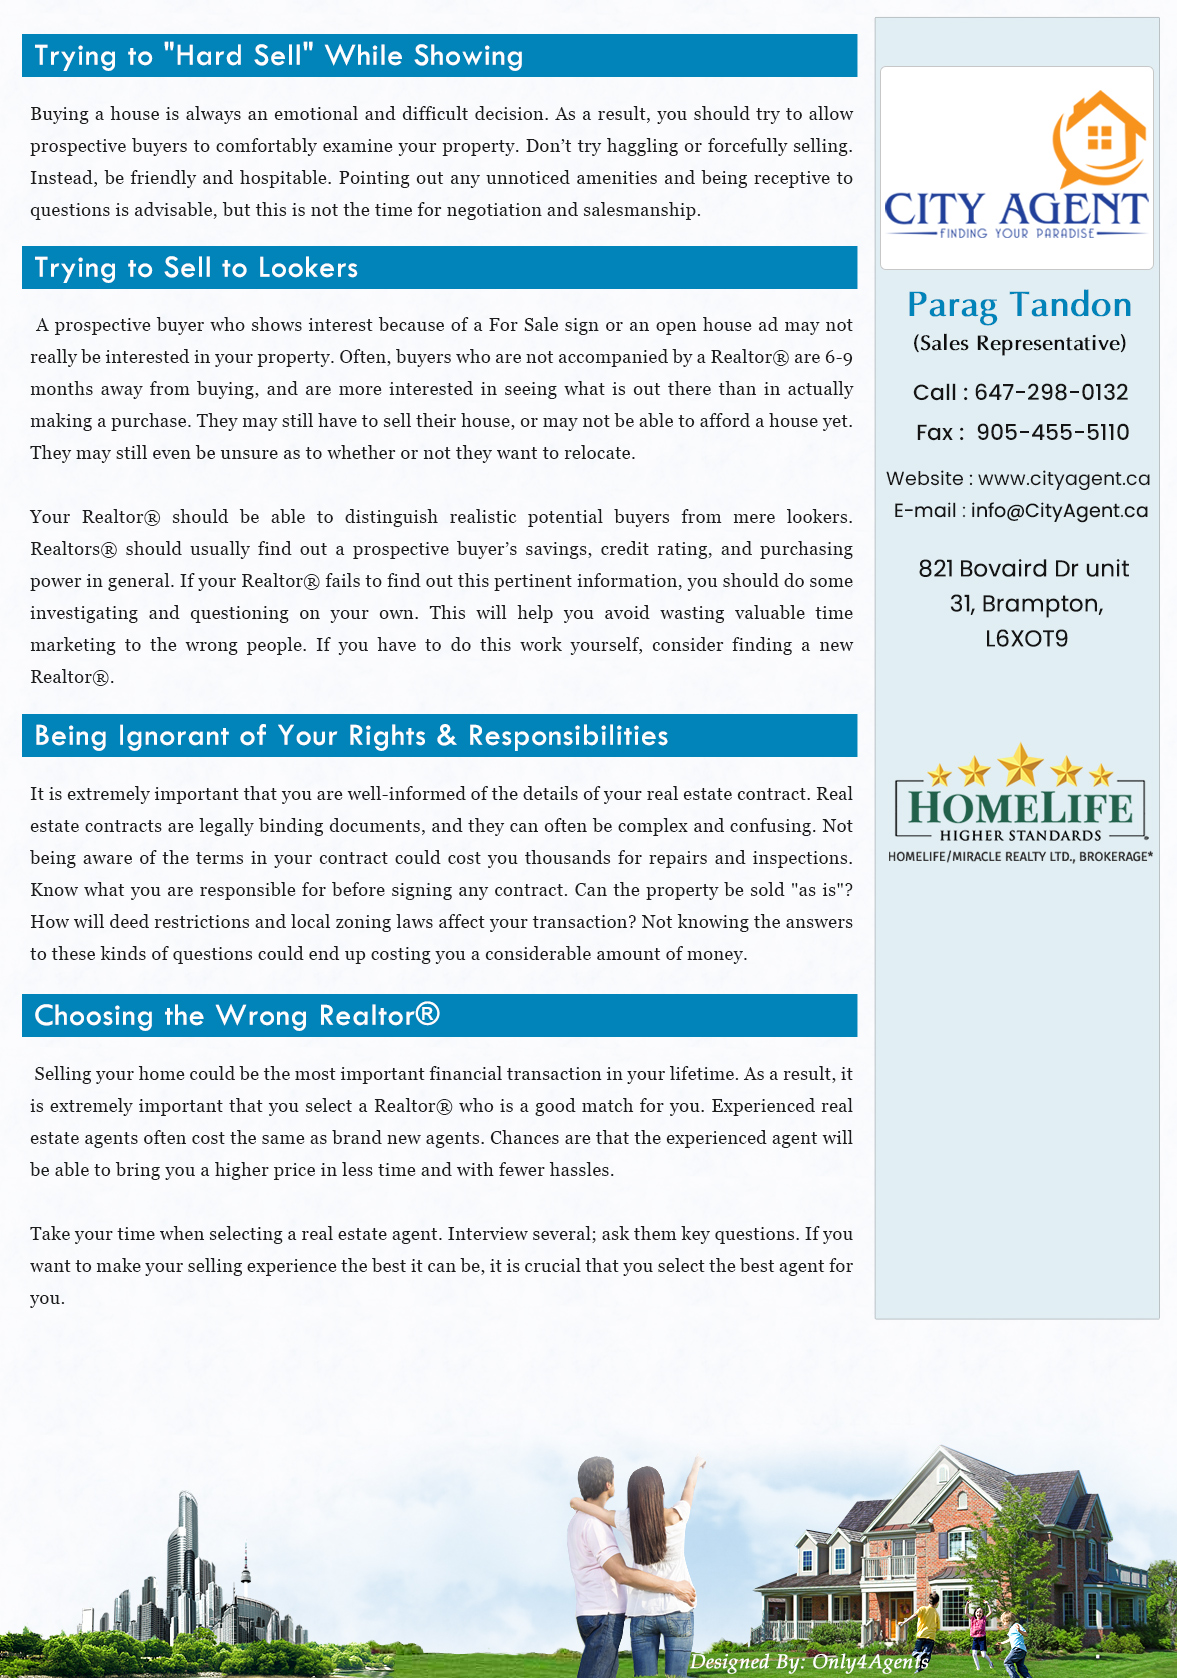 Trying to "Hard Sell" While Showing
Buying a house is always an emotional and difficult decision. As a result, you should try to allow
prospective buyers to comfortably examine your property. Don’t try haggling or forcefully selling.
Instead, be friendly and hospitable. Pointing out any unnoticed amenities and being receptive to
questions is advisable, but this is not the time for negotiation and salesmanship.
Trying to Sell to Lookers
A prospective buyer who shows interest because of a For Sale sign or an open house ad may not
really be interested in your property. Often, buyers who are not accompanied by a Realtor® are 6-9
months away from buying, and are more interested in seeing what is out there than in actually
making a purchase. They may still have to sell their house, or may not be able to afford a house yet.
They may still even be unsure as to whether or not they want to relocate.
Your Realtor® should be able to distinguish realistic potential buyers from mere lookers.
Realtors® should usually find out a prospective buyer’s savings, credit rating, and purchasing
power in general. If your Realtor® fails to find out this pertinent information, you should do some
investigating and questioning on your own. This will help you avoid wasting valuable time
marketing to the wrong people. If you have to do this work yourself, consider finding a new
Realtor®.
Being Ignorant of Your Rights & Responsibilities
It is extremely important that you are well-informed of the details of your real estate contract. Real
estate contracts are legally binding documents, and they can often be complex and confusing. Not
being aware of the terms in your contract could cost you thousands for repairs and inspections.
Know what you are responsible for before signing any contract. Can the property be sold "as is"?
How will deed restrictions and local zoning laws affect your transaction? Not knowing the answers
to these kinds of questions could end up costing you a considerable amount of money.
Choosing the Wrong Realtor®
Selling your home could be the most important financial transaction in your lifetime. As a result, it
is extremely important that you select a Realtor® who is a good match for you. Experienced real
estate agents often cost the same as brand new agents. Chances are that the experienced agent will
be able to bring you a higher price in less time and with fewer hassles.
Take your time when selecting a real estate agent. Interview several; ask them key questions. If you
want to make your selling experience the best it can be, it is crucial that you select the best agent for
you.
CITY AGENT
FINDING YOUR PARADISE
Parag Tandon
(Sales Representative)
Call : 647-298-0132
Fax : 905-455-5110
Website : www.cityagent.ca
E-mail : info@CityAgent.ca
821 Bovaird Dr unit
31, Brampton,
L6XOT9
HOMELIFE
HIGHER STANDARDS
HOMELIFE/MIRACLE REALTY LTD., BROKERAGE*
Designed By: Only4Agents